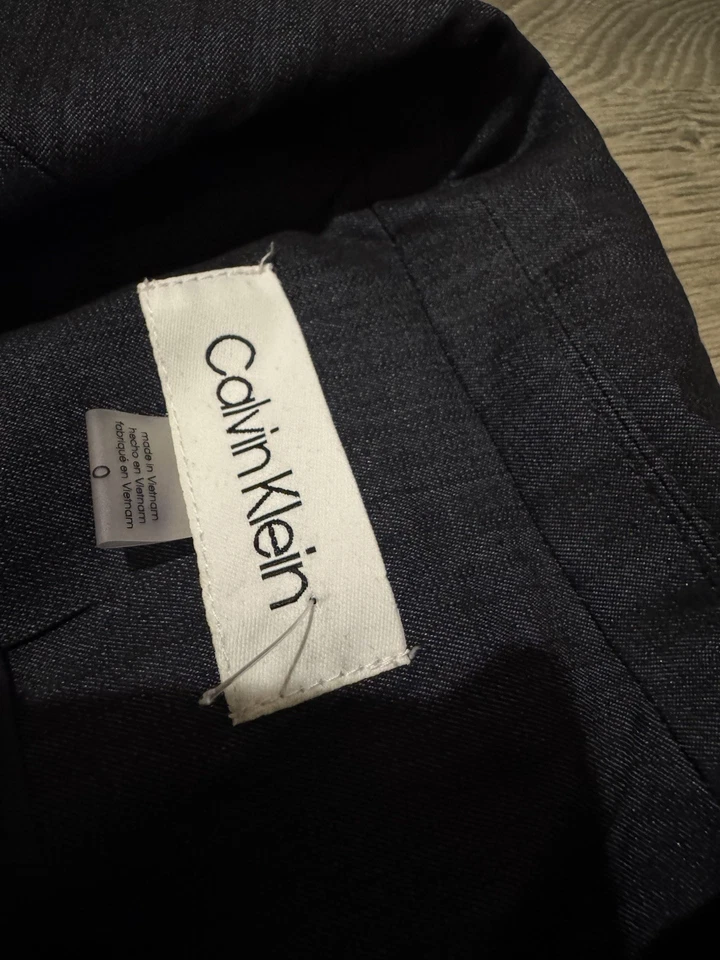 Calvin Klein
made in Vietnam
hecho en Vietnam
fabriqué en Vietnam
0